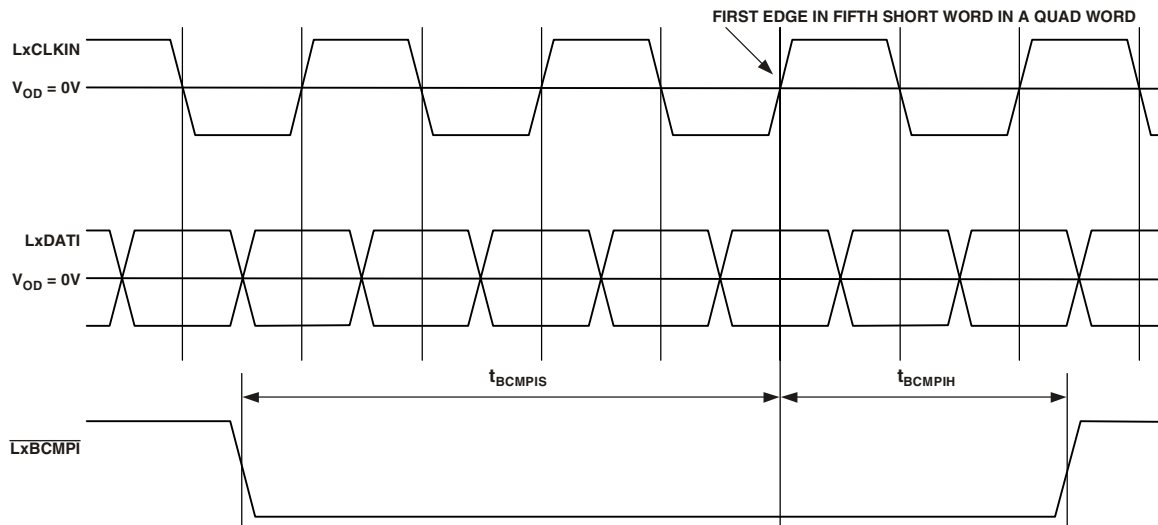 FIRST EDGE IN FIFTH SHORT WORD IN A QUAD WORD
LxCLKIN
VOD = 0V
LxDATI
VOD = 0V
tBCMPIS
tBCMPIH
LxBCMPI